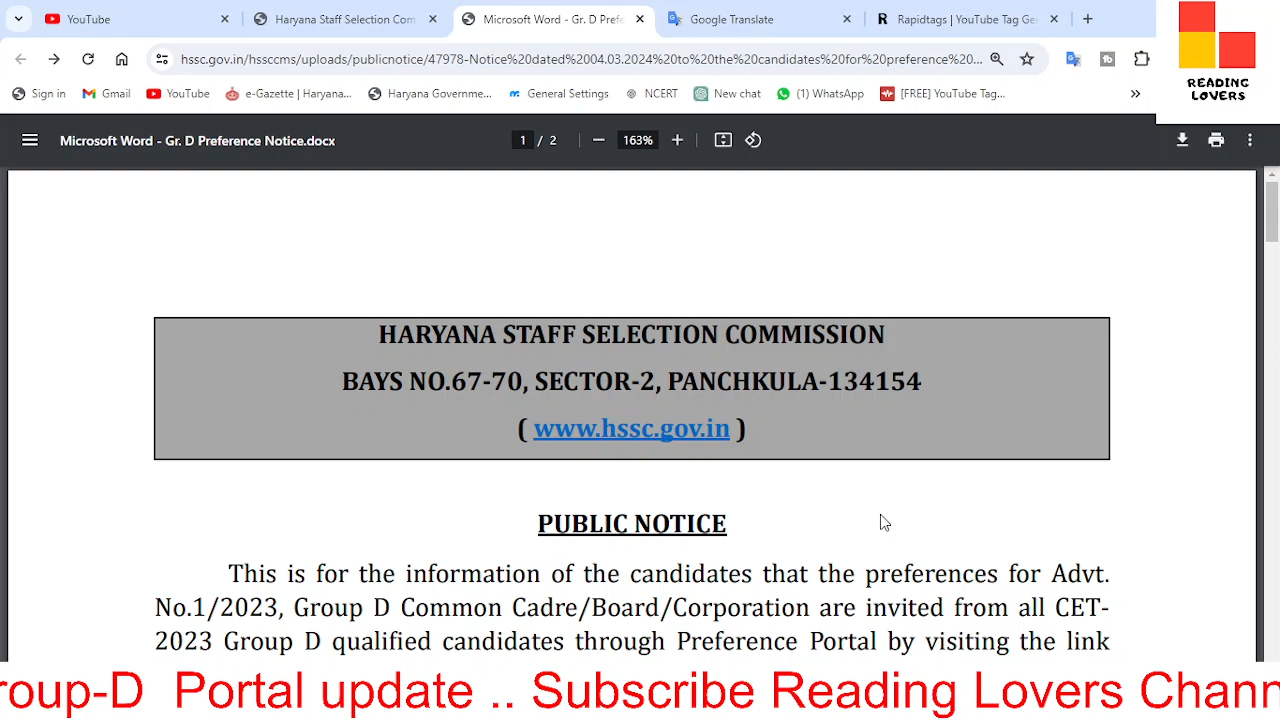 YouTube
Haryana Staff Selection Com
Microsoft Word - Gr. D Prefe
Google Translate
Rapidtags | YouTube Tag Ge
hssc.gov.in/hssccms/uploads/publicnotice/47978-Notice%20dated%2004.03.2024%20to%20the%20candidates%20for%20preference%20...
Sign in
Gmail
YouTube
e-Gazette | Haryana...
Haryana Governme...
General Settings
NCERT
New chat
(1) WhatsApp
[FREE] YouTube Tag...
READING
LOVERS
Microsoft Word - Gr. D Preference Notice.docx
1 / 2
163%
HARYANA STAFF SELECTION COMMISSION
BAYS NO.67-70, SECTOR-2, PANCHKULA-134154
( www.hssc.gov.in )
PUBLIC NOTICE
This is for the information of the candidates that the preferences for Advt.
No.1/2023, Group D Common Cadre/Board/Corporation are invited from all CET-
2023 Group D qualified candidates through Preference Portal by visiting the link
roup-D Portal update .. Subscribe Reading Lovers Chann